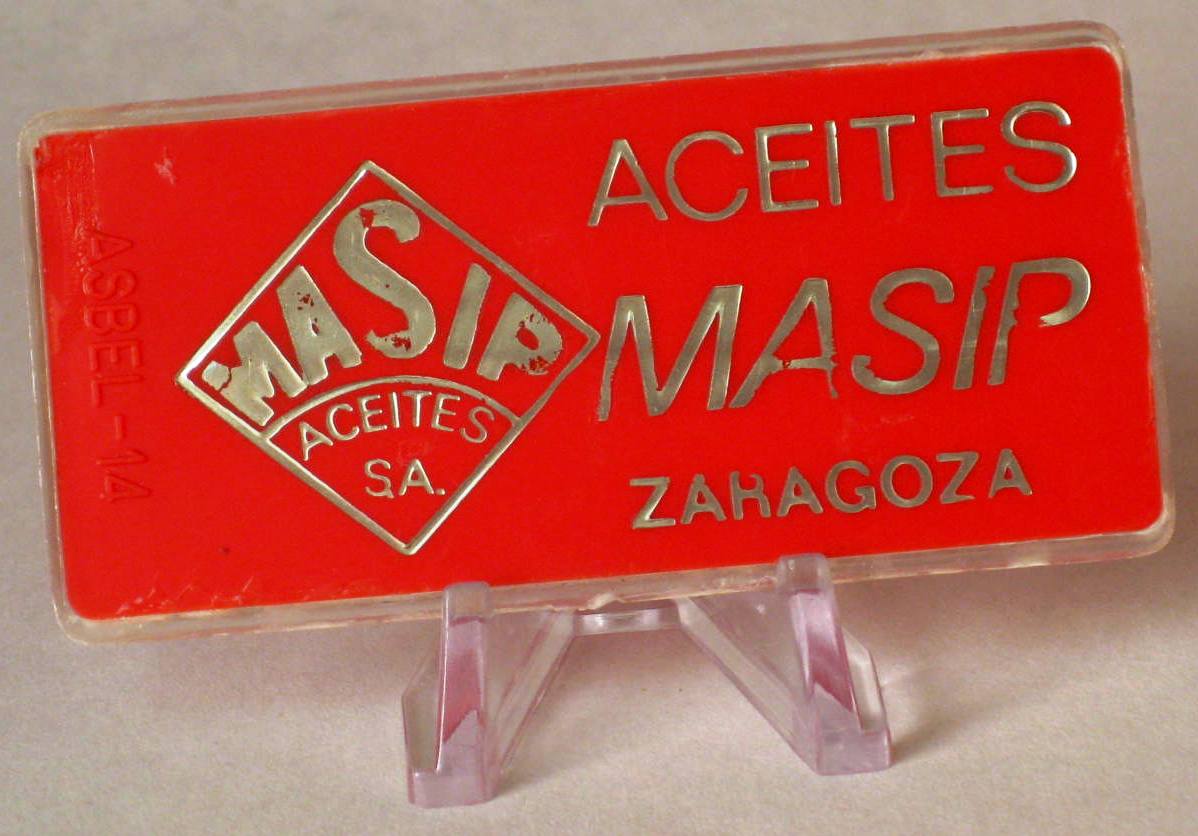 ASBEL-14
MASIP
ACEITES
S.A.
ACEITES
MASIP
ZARAGOZA